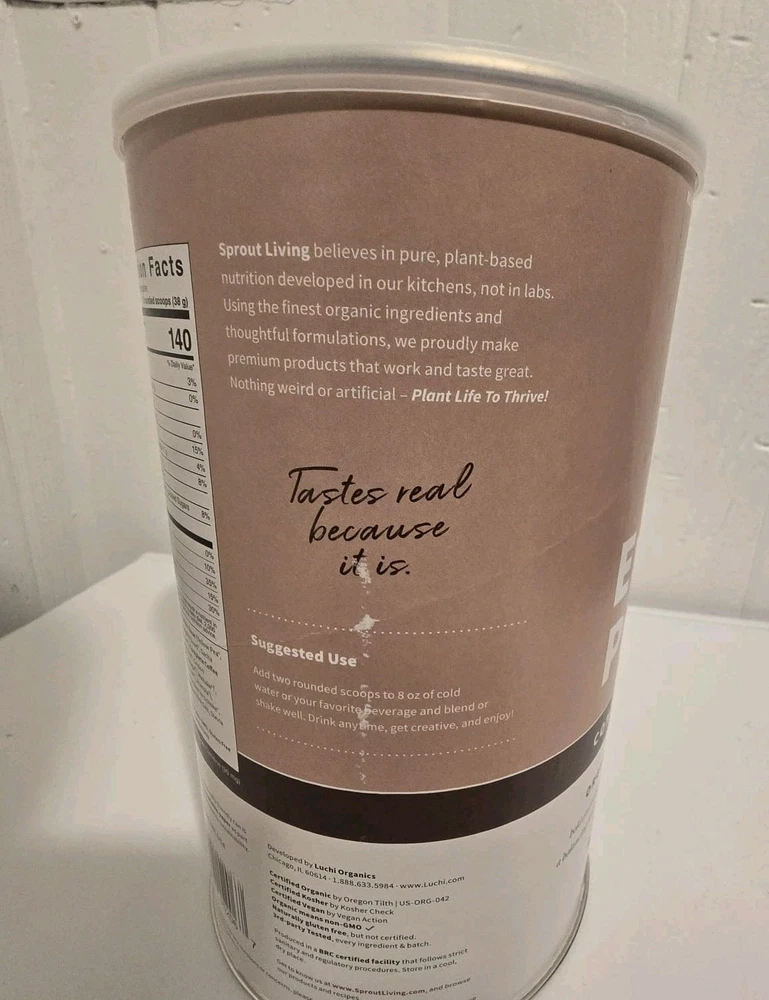 Sprout Living believes in pure, plant-based
nutrition developed in our kitchens, not in labs.
Using the finest organic ingredients and
thoughtful formulations, we proudly make
premium products that work and taste great.
Nothing weird or artificial – Plant Life To Thrive!
Tastes real
because
it is.
Suggested Use
Add two rounded scoops to 8 oz of cold
water or your favorite beverage and blend or
shake well. Drink anytime, get creative, and enjoy!
Facts
scoops (38 g)
140
% Daily Value*
3%
0%
0%
15%
4%
8%
Sugars 8%
0%
10%
35%
15%
30%
Developed by Luchi Organics
Chicago, IL 60614 · 1.888.633.5984 · www.Luchi.com
Certified Organic by Oregon Tilth | US-ORG-042
Certified Kosher by Kosher Check
Certified Vegan by Vegan Action
Organic means non-GMO ✓
Naturally gluten free, but not certified.
3rd-party Tested, every ingredient & batch.
Produced in a BRC certified facility that follows strict
sanitary and regulatory procedures. Store in a cool,
dry place.
Get to know us at www.SproutLiving.com, and browse
our products and recipes.
7
E
P